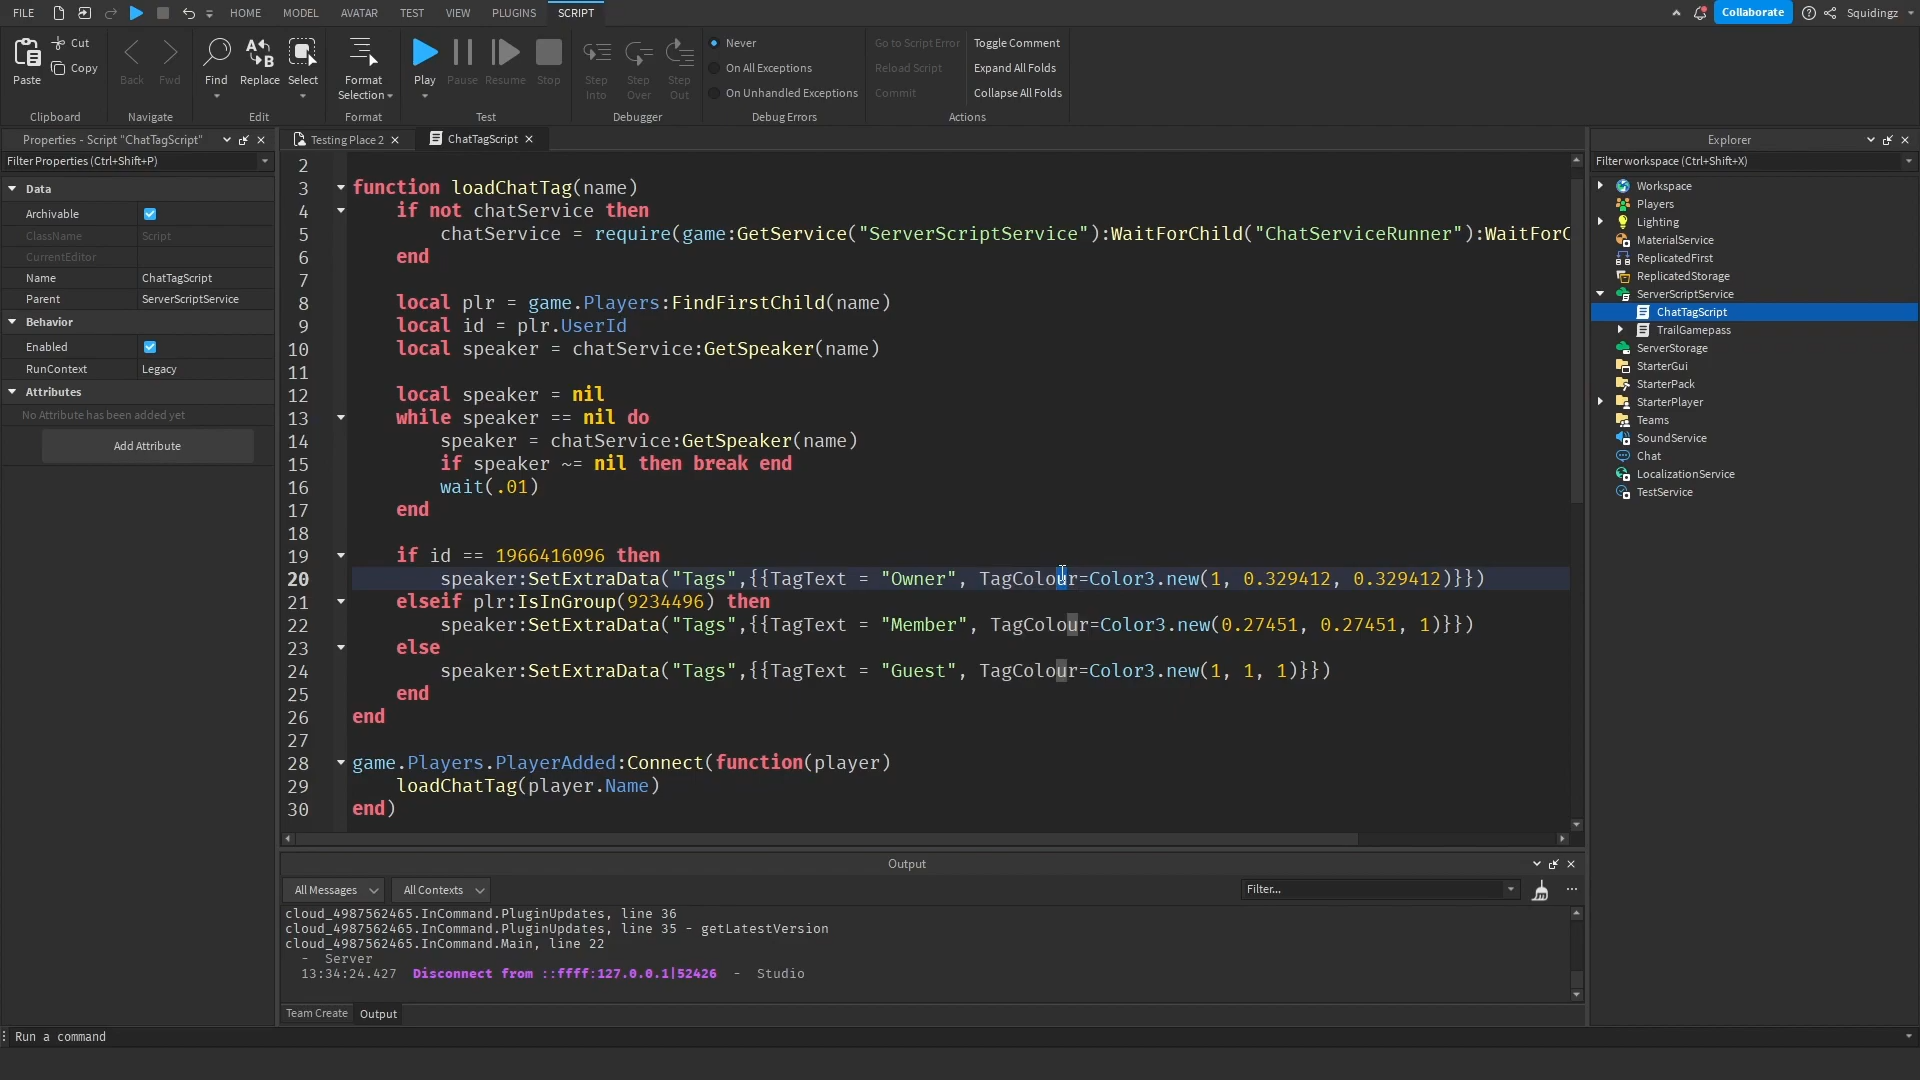 FILE
HOME
MODEL
AVATAR
TEST
VIEW
PLUGINS
SCRIPT
Collaborate
Squidingz
Paste
Cut
Copy
Clipboard
Back
Fwd
Navigate
Find
Replace
Select
Edit
Format
Selection
Format
Play
Pause
Resume
Stop
Test
Step
Into
Step
Over
Step
Out
Debugger
Never
On All Exceptions
On Unhandled Exceptions
Debug Errors
Go to Script Error
Reload Script
Commit
Toggle Comment
Expand All Folds
Collapse All Folds
Actions
Properties - Script "ChatTagScript"
Filter Properties (Ctrl+Shift+P)
Data
Archivable
ClassName Script
CurrentEditor
Name ChatTagScript
Parent ServerScriptService
Behavior
Enabled
RunContext Legacy
Attributes
No Attribute has been added yet
Add Attribute
Testing Place 2
ChatTagScript
2
3 function loadChatTag(name)
4 if not chatService then
5 chatService = require(game:GetService("ServerScriptService"):WaitForChild("ChatServiceRunner"):WaitForC
6 end
7
8 local plr = game.Players:FindFirstChild(name)
9 local id = plr.UserId
10 local speaker = chatService:GetSpeaker(name)
11
12 local speaker = nil
13 while speaker == nil do
14 speaker = chatService:GetSpeaker(name)
15 if speaker ~= nil then break end
16 wait(.01)
17 end
18
19 if id == 1966416096 then
20 speaker:SetExtraData("Tags",{{TagText = "Owner", TagColour=Color3.new(1, 0.329412, 0.329412)}})
21 elseif plr:IsInGroup(9234496) then
22 speaker:SetExtraData("Tags",{{TagText = "Member", TagColour=Color3.new(0.27451, 0.27451, 1)}})
23 else
24 speaker:SetExtraData("Tags",{{TagText = "Guest", TagColour=Color3.new(1, 1, 1)}})
25 end
26 end
27
28 game.Players.PlayerAdded:Connect(function(player)
29 loadChatTag(player.Name)
30 end)
Output
All Messages
All Contexts
Filter...
cloud_4987562465.InCommand.PluginUpdates, line 36
cloud_4987562465.InCommand.PluginUpdates, line 35 - getLatestVersion
cloud_4987562465.InCommand.Main, line 22
- Server
13:34:24.427 Disconnect from ::ffff:127.0.0.1|52426 - Studio
Team Create
Output
Run a command
Explorer
Filter workspace (Ctrl+Shift+X)
Workspace
Players
Lighting
MaterialService
ReplicatedFirst
ReplicatedStorage
ServerScriptService
ChatTagScript
TrailGamepass
ServerStorage
StarterGui
StarterPack
StarterPlayer
Teams
SoundService
Chat
LocalizationService
TestService